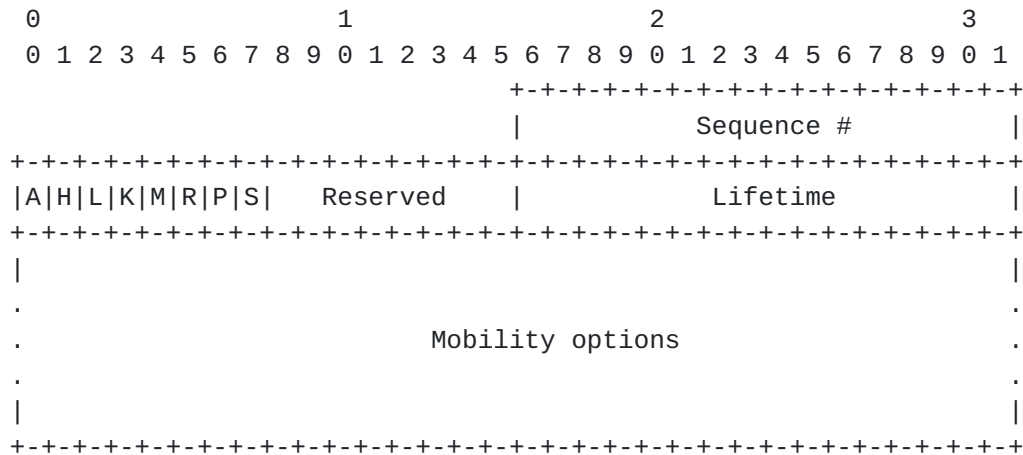 0                   1                   2                   3
 0 1 2 3 4 5 6 7 8 9 0 1 2 3 4 5 6 7 8 9 0 1 2 3 4 5 6 7 8 9 0 1
                                +-+-+-+-+-+-+-+-+-+-+-+-+-+-+-+-+
                                |           Sequence #          |
+-+-+-+-+-+-+-+-+-+-+-+-+-+-+-+-+-+-+-+-+-+-+-+-+-+-+-+-+-+-+-+-+
|A|H|L|K|M|R|P|S|   Reserved    |            Lifetime           |
+-+-+-+-+-+-+-+-+-+-+-+-+-+-+-+-+-+-+-+-+-+-+-+-+-+-+-+-+-+-+-+-+
|                                                               |
.                                                               .
.                          Mobility options                     .
.                                                               .
|                                                               |
+-+-+-+-+-+-+-+-+-+-+-+-+-+-+-+-+-+-+-+-+-+-+-+-+-+-+-+-+-+-+-+-+